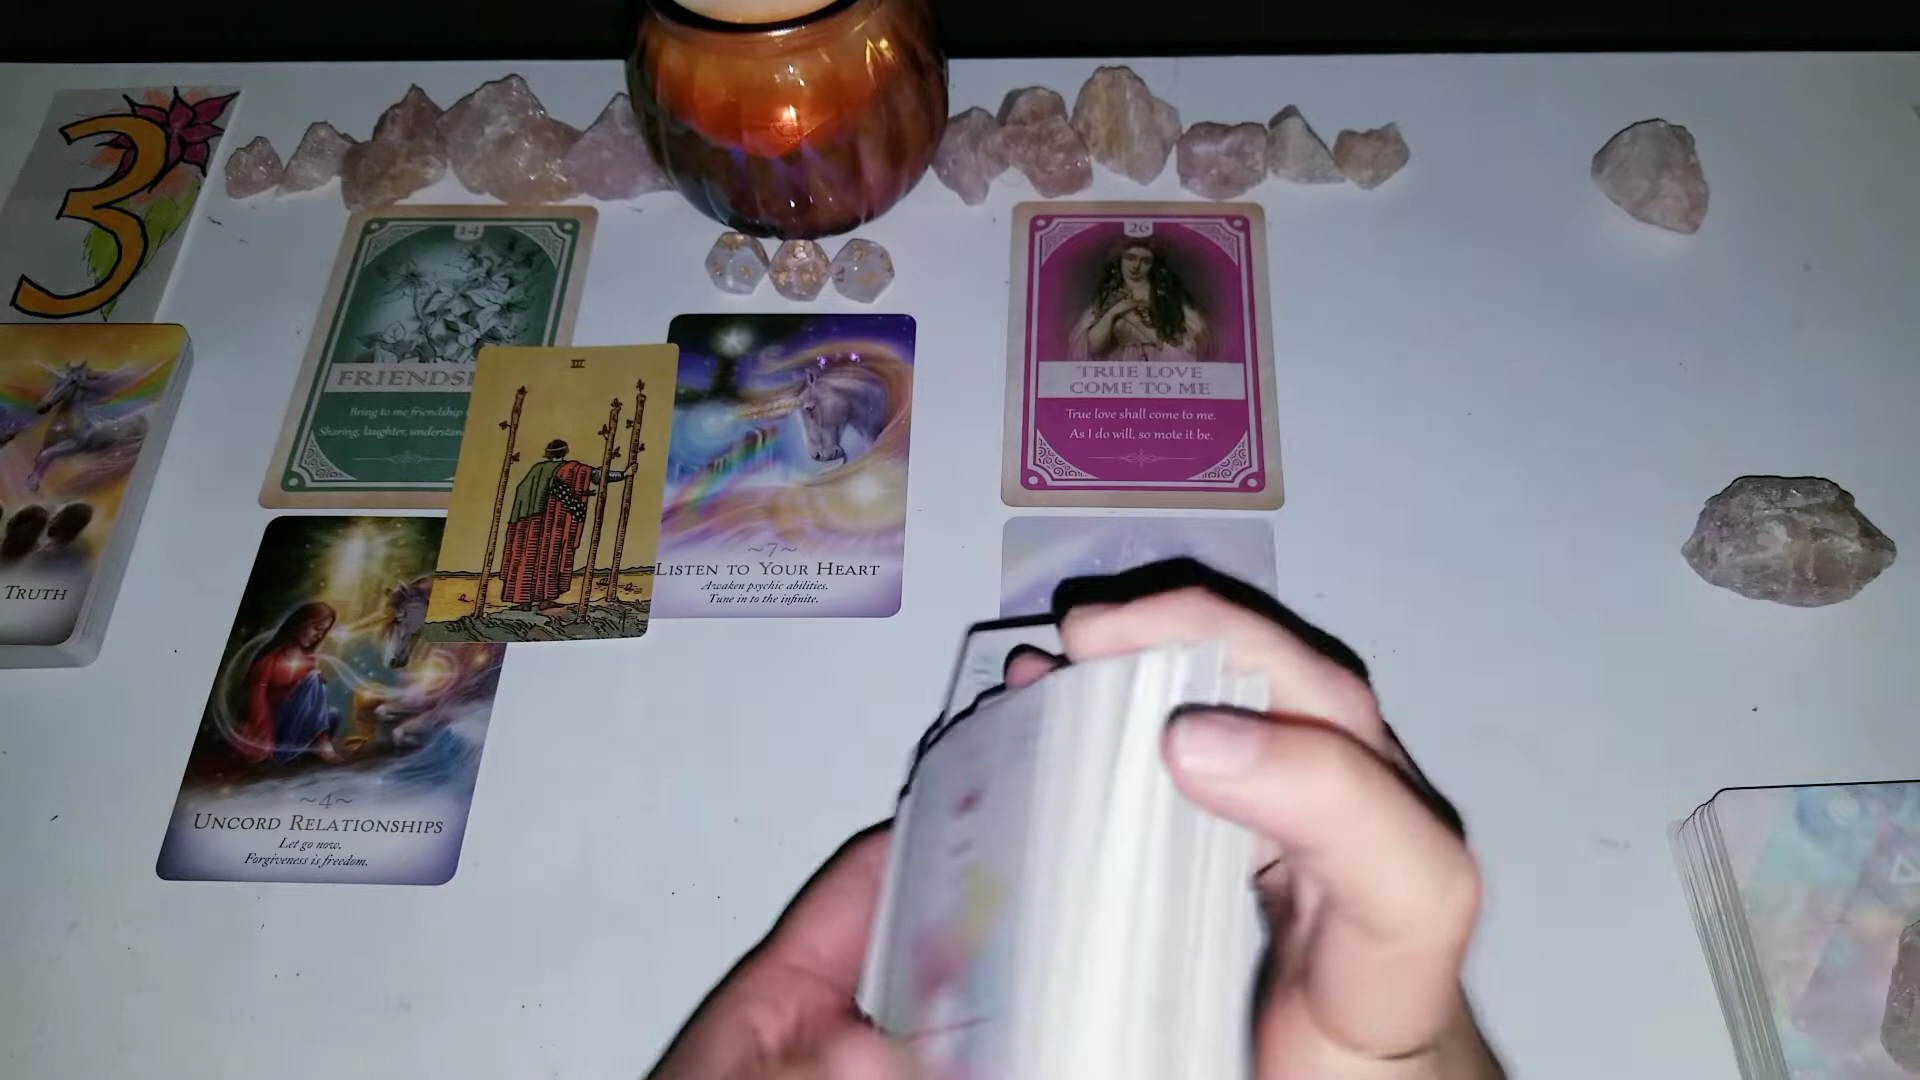 3
14
FRIENDS
Bring to me friendship
Sharing, laughter, understan
III
~7~
LISTEN TO YOUR HEART
Awaken psychic abilities.
Tune in to the infinite.
26
TRUE LOVE
COME TO ME
True love shall come to me.
As I do will, so mote it be.
TRUTH
~4~
UNCORD RELATIONSHIPS
Let go now.
Forgiveness is freedom.